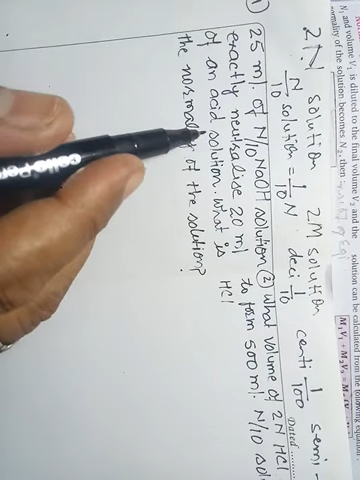 N₁ and volume V₁ is diluted to the final volume V₂ and the
normality of the solution becomes N₂, then
solution can be calculated from the following equation:
M₁V₁ + M₂V₂ =
Dated ..........
2N solution 2M solution semi-
N/10 solution = 1/10 N deci 1/10 centi 1/100
1
25 ml. of N/10 NaOH solution
exactly neutralise 20 ml
of an acid solution. What is
the normality of the solution?
(2) What volume of 2N HCl
to form 500 ml. N/10
HCl
cello